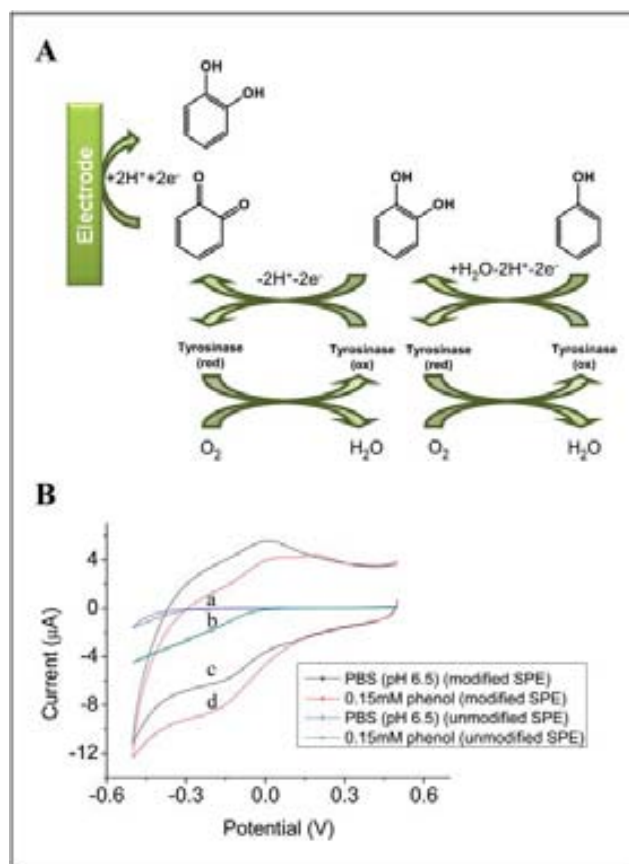 A
OH
OH
Electrode
+2H⁺+2e⁻
O
O
OH
OH
OH
-2H⁺-2e⁻
+H₂O-2H⁺-2e⁻
Tyrosinase (red)
Tyrosinase (ox)
Tyrosinase (red)
Tyrosinase (ox)
O₂
H₂O
O₂
H₂O
B
4
0
-4
-8
-12
Current (μA)
a
b
c
d
PBS (pH 6.5) (modified SPE)
0.15mM phenol (modified SPE)
PBS (pH 6.5) (unmodified SPE)
0.15mM phenol (unmodified SPE)
-0.6 -0.3 0.0 0.3 0.6
Potential (V)